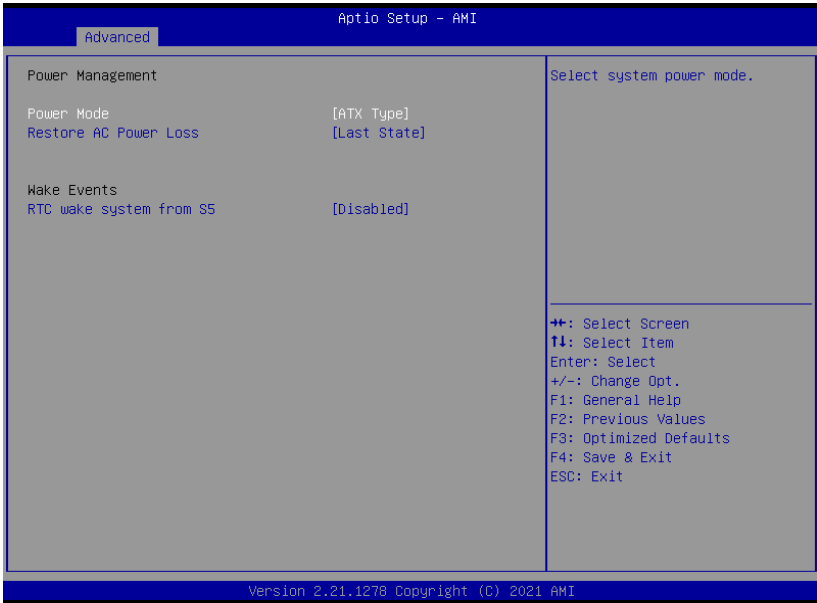 Aptio Setup – AMI
Advanced
Power Management
Select system power mode.
Power Mode [ATX Type]
Restore AC Power Loss [Last State]
Wake Events
RTC wake system from S5 [Disabled]
→←: Select Screen
↑↓: Select Item
Enter: Select
+/-: Change Opt.
F1: General Help
F2: Previous Values
F3: Optimized Defaults
F4: Save & Exit
ESC: Exit
Version 2.21.1278 Copyright (C) 2021 AMI